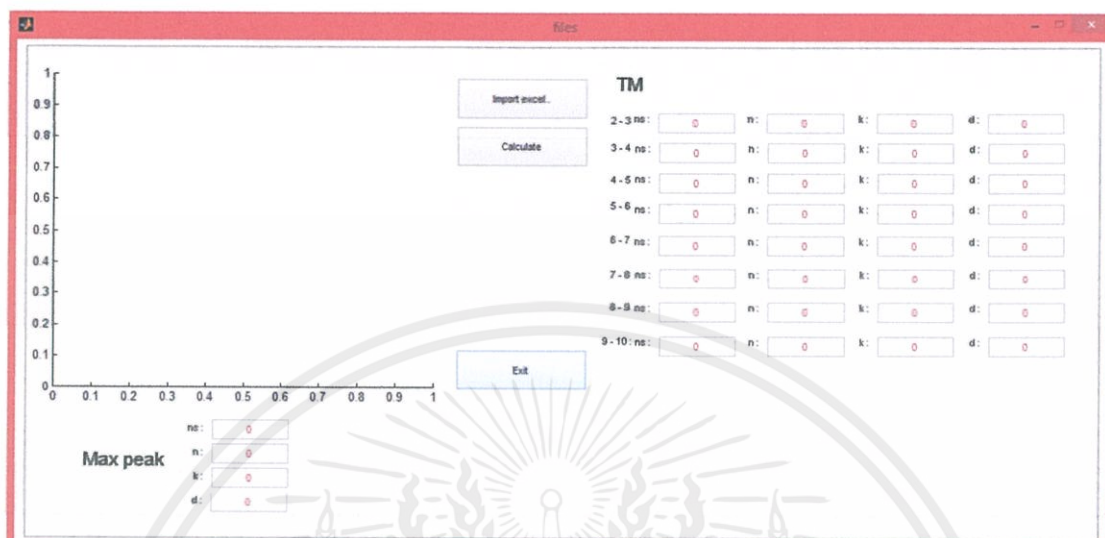 files
1
0.9
0.8
0.7
0.6
0.5
0.4
0.3
0.2
0.1
0
0 0.1 0.2 0.3 0.4 0.5 0.6 0.7 0.8 0.9 1
Import excel..
Calculate
Exit
TM
2-3 ns: 0 n: 0 k: 0 d: 0
3-4 ns: 0 n: 0 k: 0 d: 0
4-5 ns: 0 n: 0 k: 0 d: 0
5-6 ns: 0 n: 0 k: 0 d: 0
6-7 ns: 0 n: 0 k: 0 d: 0
7-8 ns: 0 n: 0 k: 0 d: 0
8-9 ns: 0 n: 0 k: 0 d: 0
9-10: ns: 0 n: 0 k: 0 d: 0
Max peak
ns: 0
n: 0
k: 0
d: 0